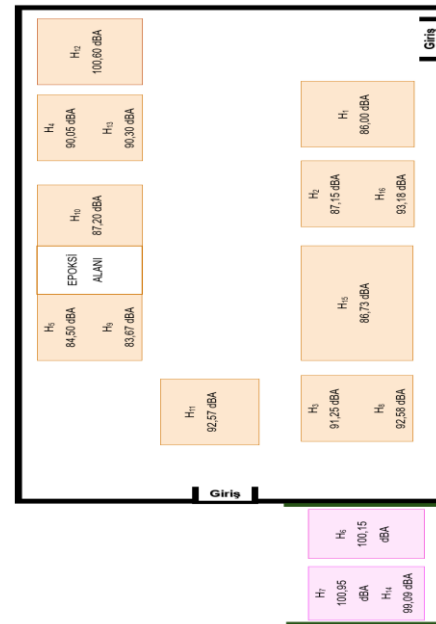 Giriş
H12
100,60 dBA
H4
90,05 dBA
H13
90,30 dBA
H10
87,20 dBA
EPOKSİ
ALANI
H5
84,50 dBA
H9
83,67 dBA
H11
92,57 dBA
H1
86,00 dBA
H2
87,15 dBA
H16
93,18 dBA
H15
86,73 dBA
H3
91,25 dBA
H8
92,58 dBA
Giriş
H6
100,15
dBA
H7
100,95
dBA
H14
99,09 dBA